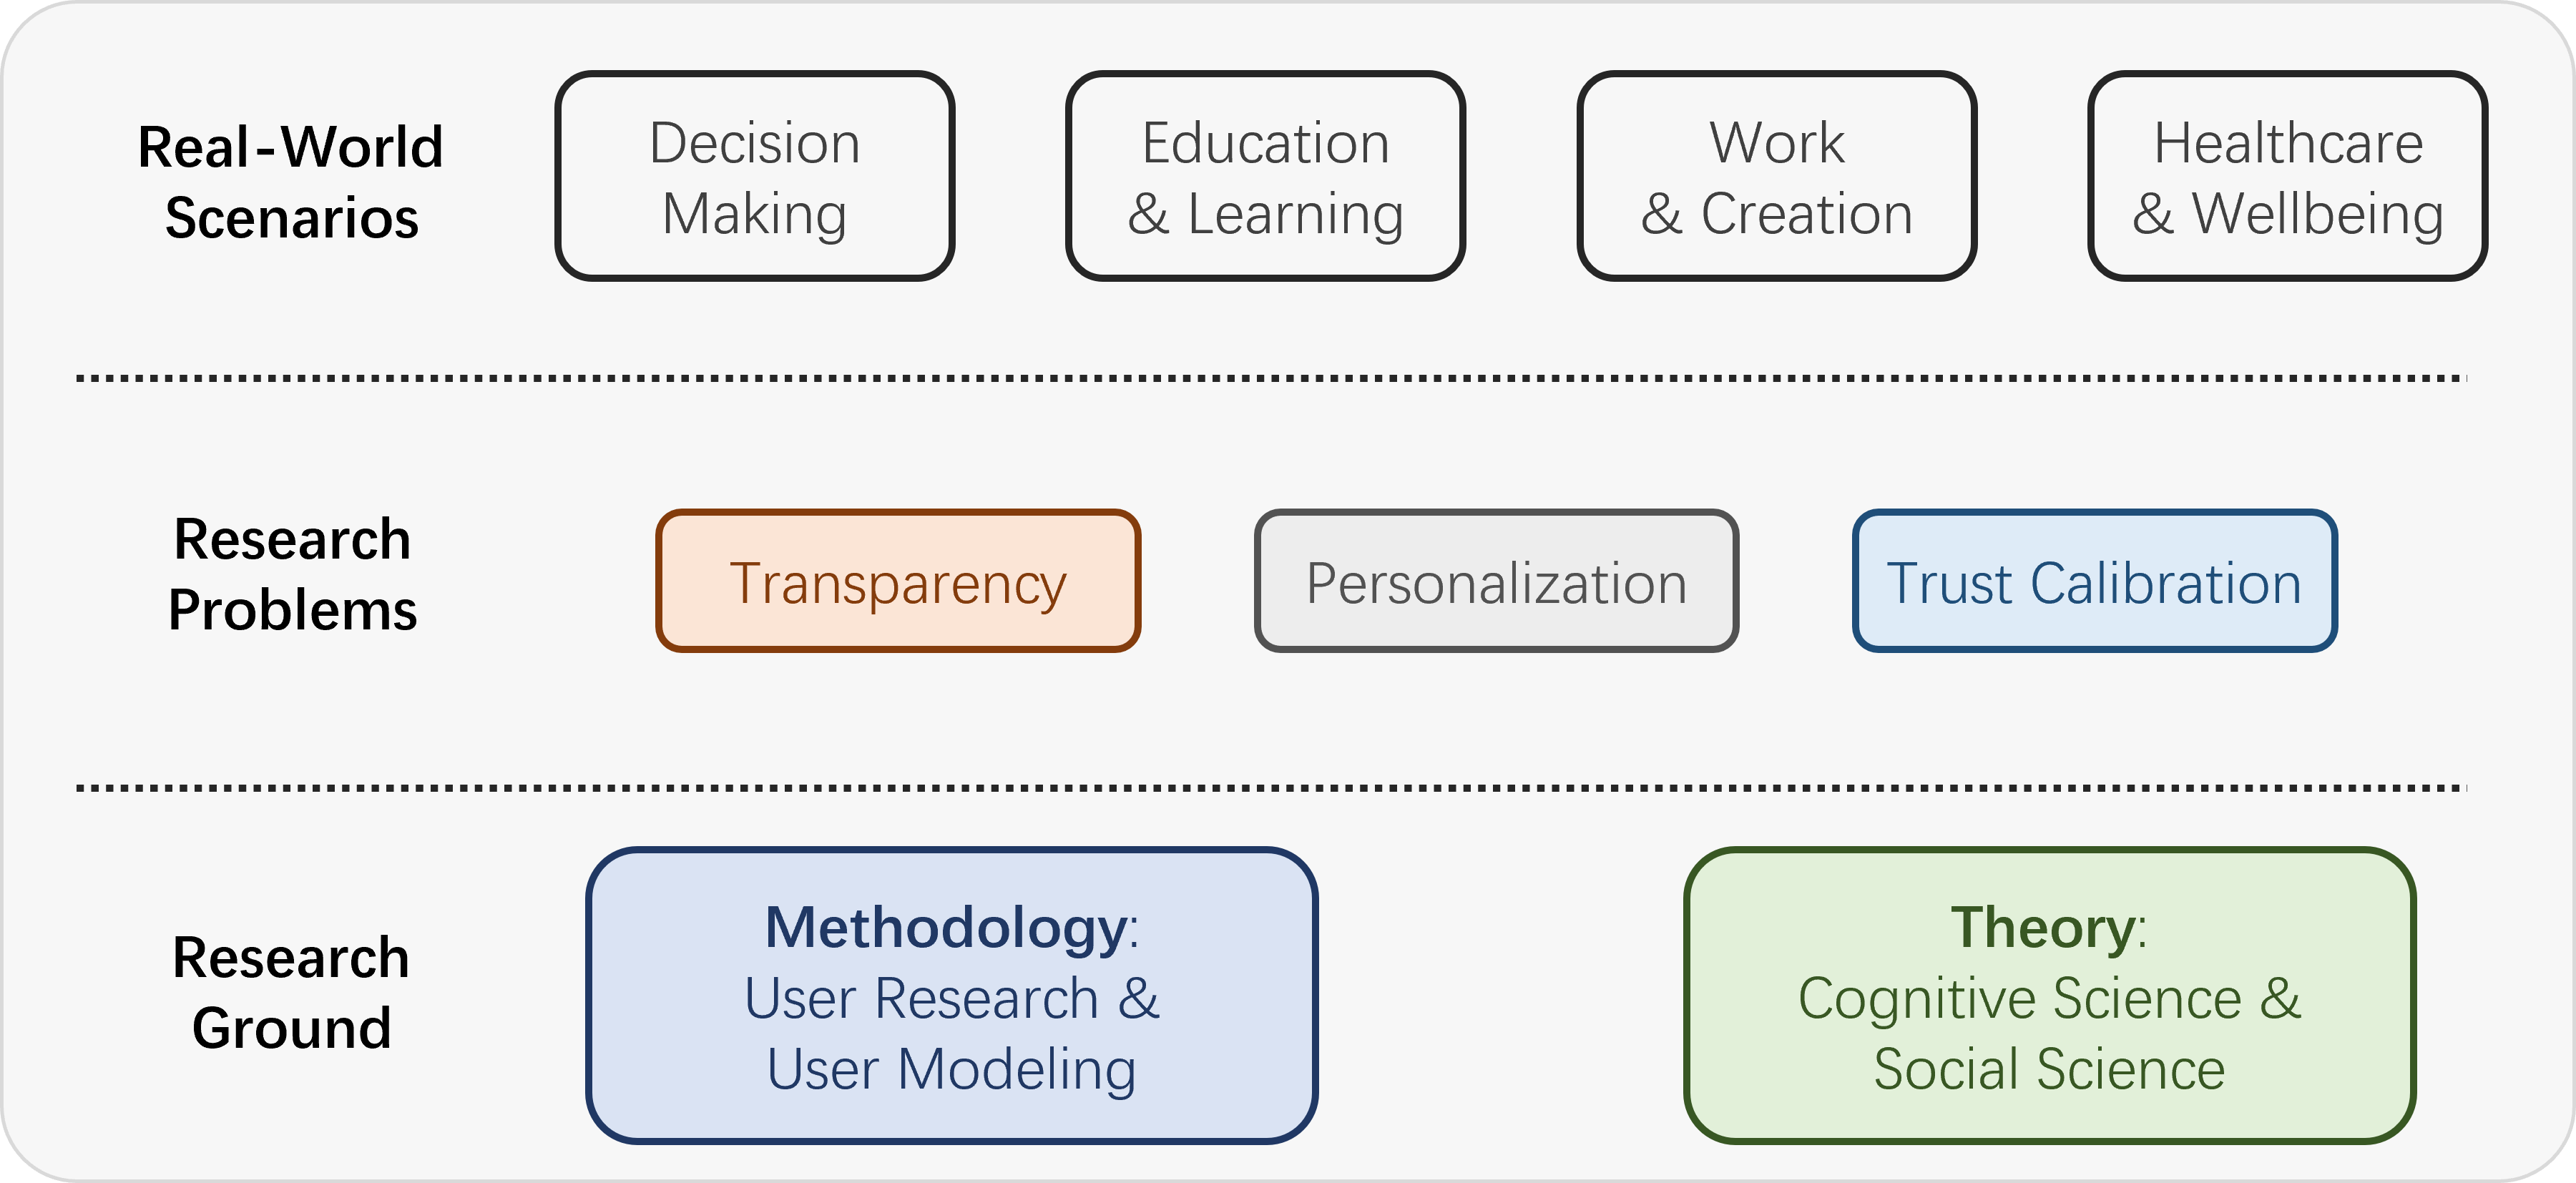 Real-World
Scenarios
Decision
Making
Education
& Learning
Work
& Creation
Healthcare
& Wellbeing
Research
Problems
Transparency
Personalization
Trust Calibration
Research
Ground
Methodology:
User Research &
User Modeling
Theory:
Cognitive Science &
Social Science